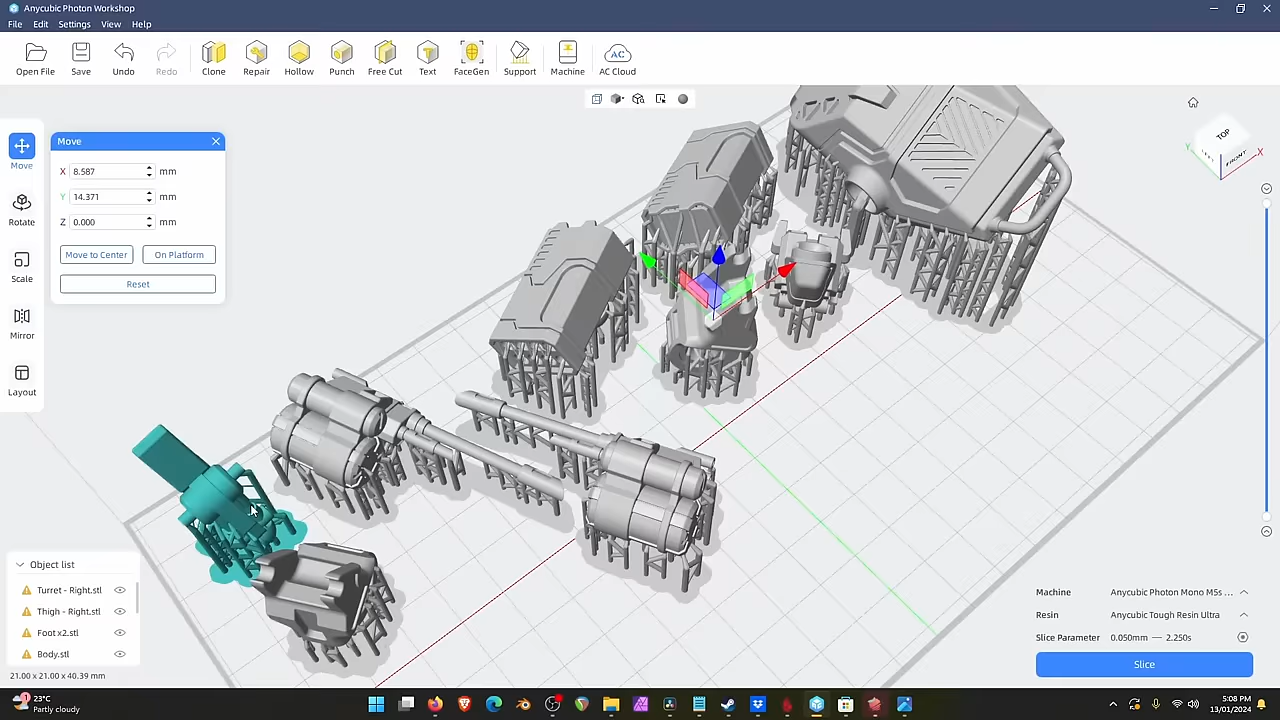 Anycubic Photon Workshop
File Edit Settings View Help
Open File Save Undo Redo Clone Repair Hollow Punch Free Cut Text FaceGen Support Machine AC Cloud
AC
TOP
FRONT
LEFT
Y
X
Move
Move
X 8.587 mm
Y 14.371 mm
Z 0.000 mm
Move to Center On Platform
Reset
Rotate
Scale
Mirror
Layout
Object list
Turret - Right.stl
Thigh - Right.stl
Foot x2.stl
Body.stl
21.00 x 21.00 x 40.39 mm
Machine Anycubic Photon Mono M5s ...
Resin Anycubic Tough Resin Ultra
Slice Parameter 0.050mm — 2.250s
Slice
1
23°C
Partly cloudy
5:08 PM
13/01/2024